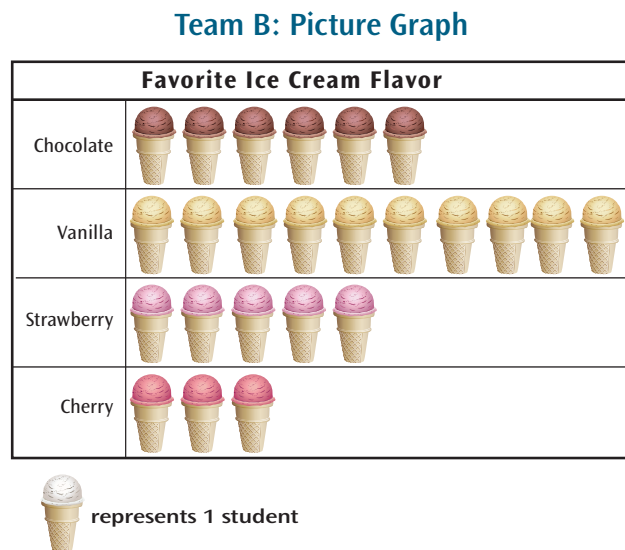 Team B: Picture Graph
Favorite Ice Cream Flavor
Chocolate
Vanilla
Strawberry
Cherry
represents 1 student